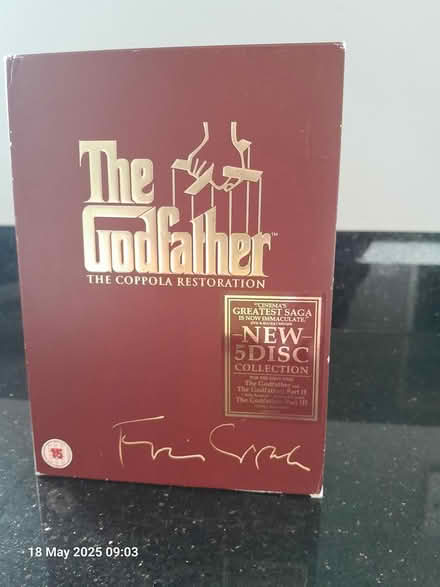 The
Godfather™
THE COPPOLA RESTORATION
"CINEMA'S
GREATEST SAGA
IS NOW IMMACULATE."
NEW
5 DISC
COLLECTION
The Godfather
The Godfather Part II
The Godfather Part III
15
18 May 2025 09:03